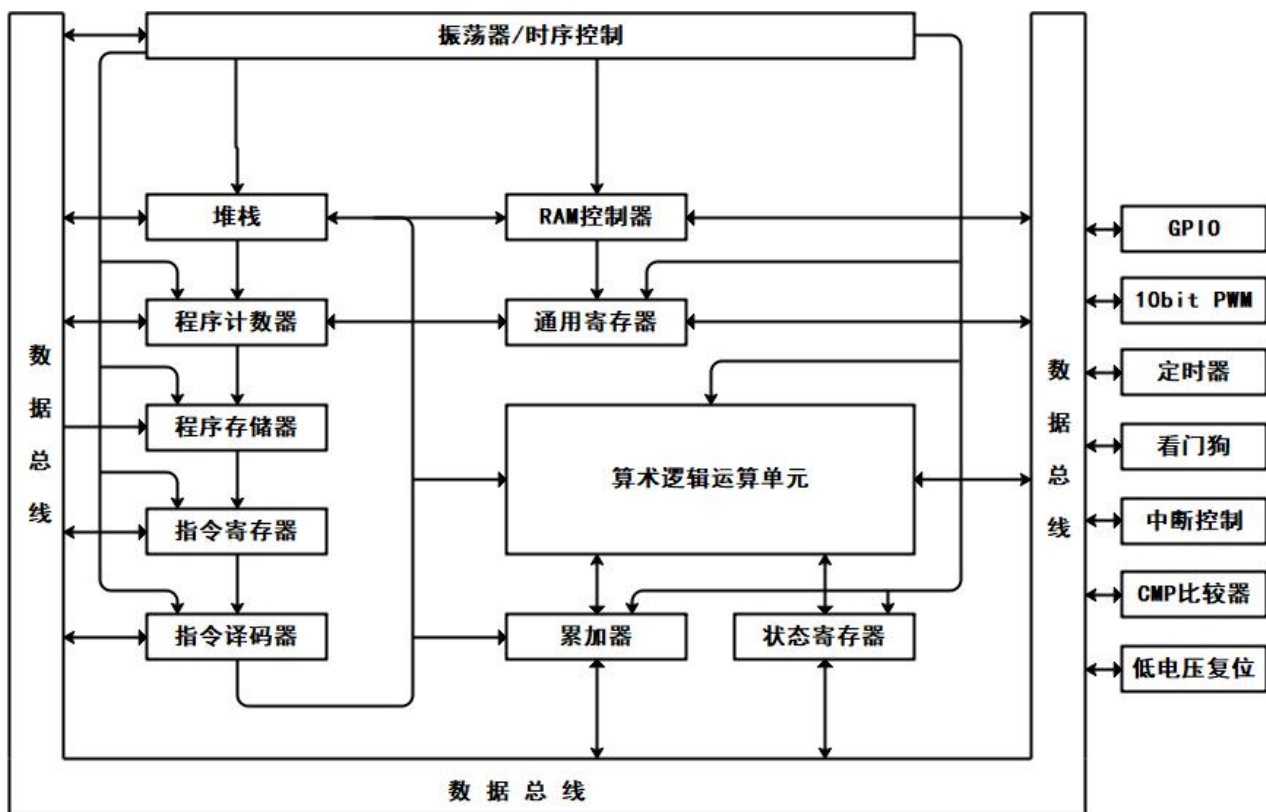 振荡器/时序控制
堆栈
RAM控制器
GPIO
10bit PWM
程序计数器
通用寄存器
数据总线
数据总线
定时器
程序存储器
看门狗
算术逻辑运算单元
指令寄存器
中断控制
CMP比较器
指令译码器
累加器
状态寄存器
低电压复位
数据总线